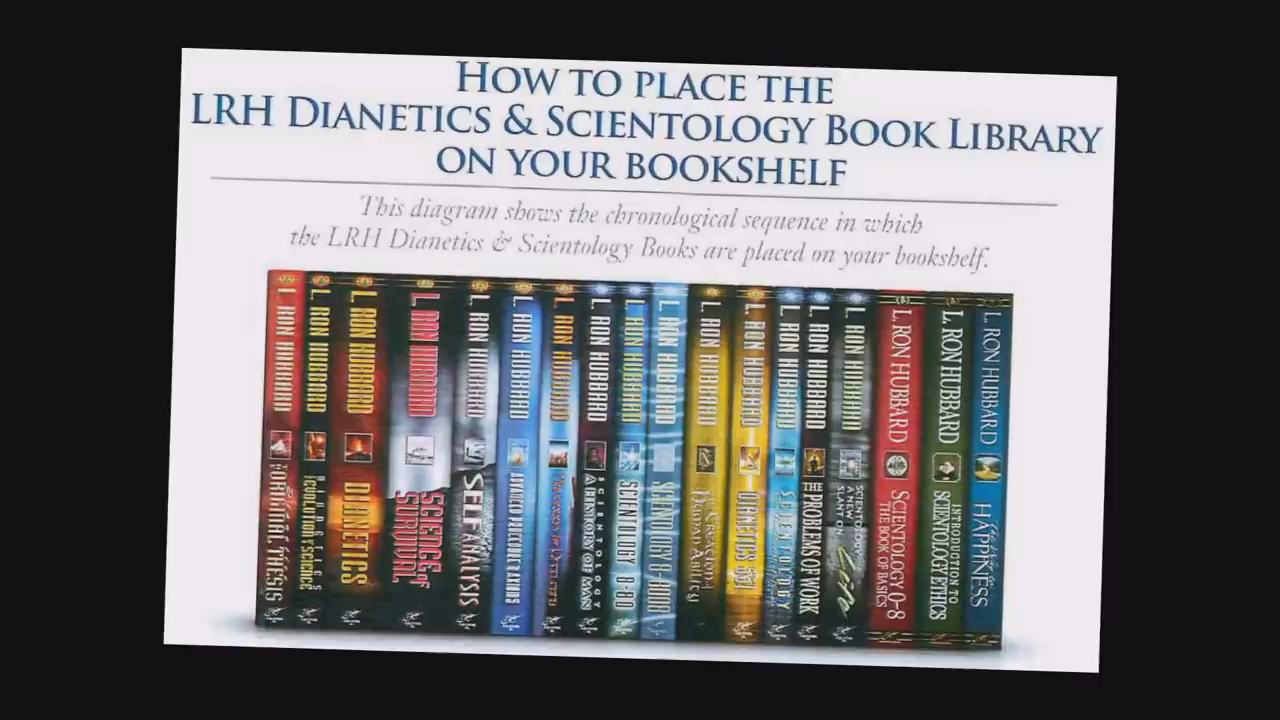 HOW TO PLACE THE
LRH DIANETICS & SCIENTOLOGY BOOK LIBRARY
ON YOUR BOOKSHELF
This diagram shows the chronological sequence in which
the LRH Dianetics & Scientology Books are placed on your bookshelf.
L. RON HUBBARD
ORIGINAL THESIS
L. RON HUBBARD
DIANETICS
EVOLUTION OF SCIENCE
L. RON HUBBARD
DIANETICS
L. RON HUBBARD
SCIENCE OF
SURVIVAL
L. RON HUBBARD
SELF ANALYSIS
L. RON HUBBARD
ADVANCED PROCEDURE & AXIOMS
L. RON HUBBARD
L. RON HUBBARD
SCIENTOLOGY
A HISTORY OF MAN
L. RON HUBBARD
SCIENTOLOGY 8-80
L. RON HUBBARD
SCIENTOLOGY 8-8008
L. RON HUBBARD
THE CREATION OF
HUMAN ABILITY
L. RON HUBBARD
DIANETICS 55!
L. RON HUBBARD
SCIENTOLOGY
L. RON HUBBARD
THE PROBLEMS OF WORK
L. RON HUBBARD
SCIENTOLOGY
A NEW
SLANT ON
Life
L. RON HUBBARD
SCIENTOLOGY 0-8
THE BOOK OF BASICS
L. RON HUBBARD
INTRODUCTION TO
SCIENTOLOGY ETHICS
L. RON HUBBARD
HAPPINESS